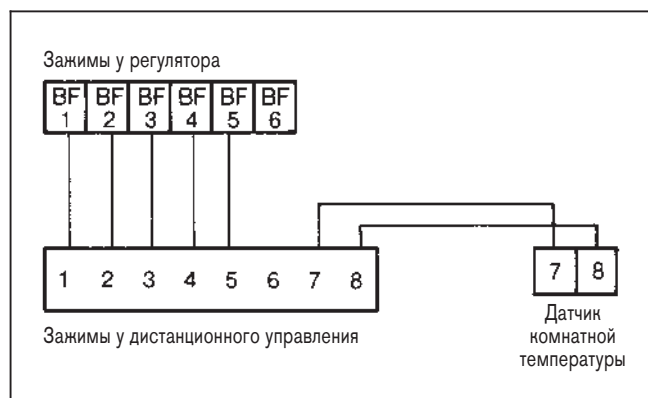 Зажимы у регулятора
BF BF BF BF BF BF
1 2 3 4 5 6
1 2 3 4 5 6 7 8
7 8
Зажимы у дистанционного управления
Датчик
комнатной
температуры